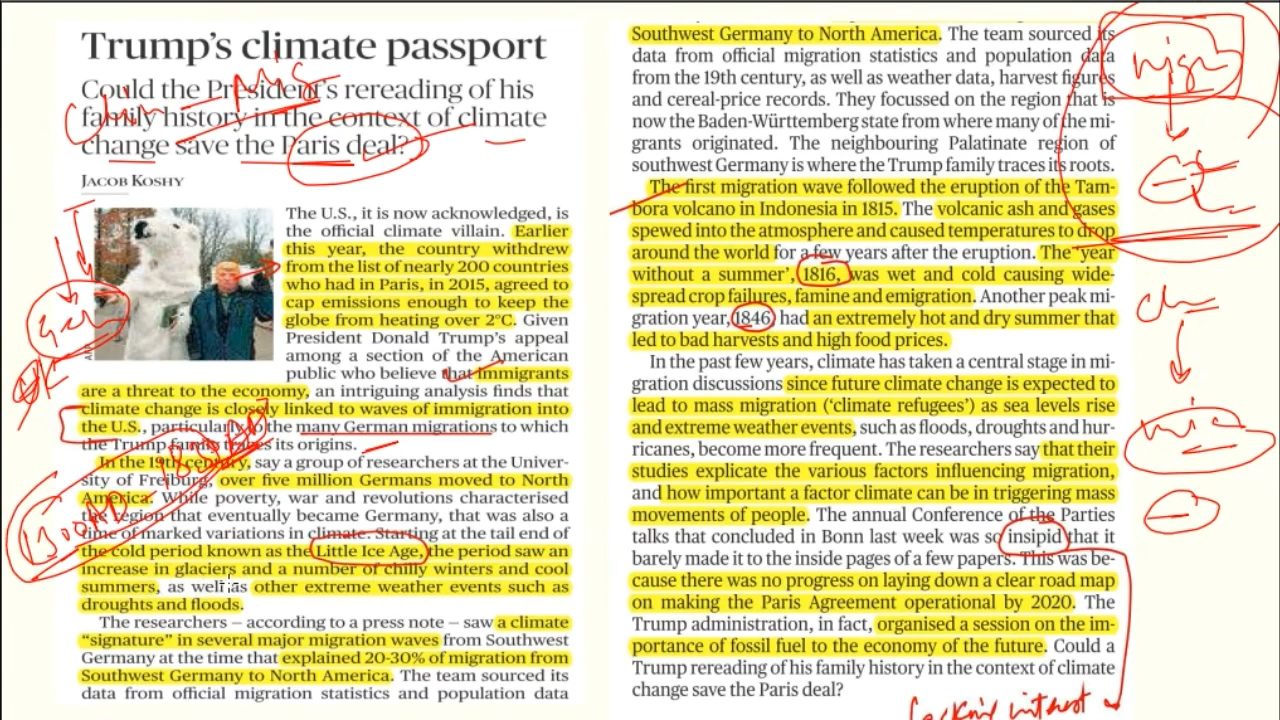 Trump's climate passport
Could the President's rereading of his
family history in the context of climate
change save the Paris deal?
JACOB KOSHY
The U.S., it is now acknowledged, is
the official climate villain. Earlier
this year, the country withdrew
from the list of nearly 200 countries
who had in Paris, in 2015, agreed to
cap emissions enough to keep the
globe from heating over 2°C. Given
President Donald Trump's appeal
among a section of the American
public who believe that immigrants
are a threat to the economy, an intriguing analysis finds that
climate change is closely linked to waves of immigration into
the U.S., particularly to the many German migrations to which
the Trump family traces its origins.
In the 19th century, say a group of researchers at the Univer-
sity of Freiburg, over five million Germans moved to North
America. While poverty, war and revolutions characterised
the region that eventually became Germany, that was also a
time of marked variations in climate. Starting at the tail end of
the cold period known as the Little Ice Age, the period saw an
increase in glaciers and a number of chilly winters and cool
summers, as well as other extreme weather events such as
droughts and floods.
The researchers – according to a press note – saw a climate
“signature” in several major migration waves from Southwest
Germany at the time that explained 20-30% of migration from
Southwest Germany to North America. The team sourced its
data from official migration statistics and population data
Southwest Germany to North America. The team sourced its
data from official migration statistics and population data
from the 19th century, as well as weather data, harvest figures
and cereal-price records. They focussed on the region that is
now the Baden-Württemberg state from where many of the mi-
grants originated. The neighbouring Palatinate region of
southwest Germany is where the Trump family traces its roots.
The first migration wave followed the eruption of the Tam-
bora volcano in Indonesia in 1815. The volcanic ash and gases
spewed into the atmosphere and caused temperatures to drop
around the world for a few years after the eruption. The 'year
without a summer', 1816, was wet and cold causing wide-
spread crop failures, famine and emigration. Another peak mi-
gration year, 1846 had an extremely hot and dry summer that
led to bad harvests and high food prices.
In the past few years, climate has taken a central stage in mi-
gration discussions since future climate change is expected to
lead to mass migration ('climate refugees') as sea levels rise
and extreme weather events, such as floods, droughts and hur-
ricanes, become more frequent. The researchers say that their
studies explicate the various factors influencing migration,
and how important a factor climate can be in triggering mass
movements of people. The annual Conference of the Parties
talks that concluded in Bonn last week was so insipid that it
barely made it to the inside pages of a few papers. This was be-
cause there was no progress on laying down a clear road map
on making the Paris Agreement operational by 2020. The
Trump administration, in fact, organised a session on the im-
portance of fossil fuel to the economy of the future. Could a
Trump rereading of his family history in the context of climate
change save the Paris deal?
lacking interest